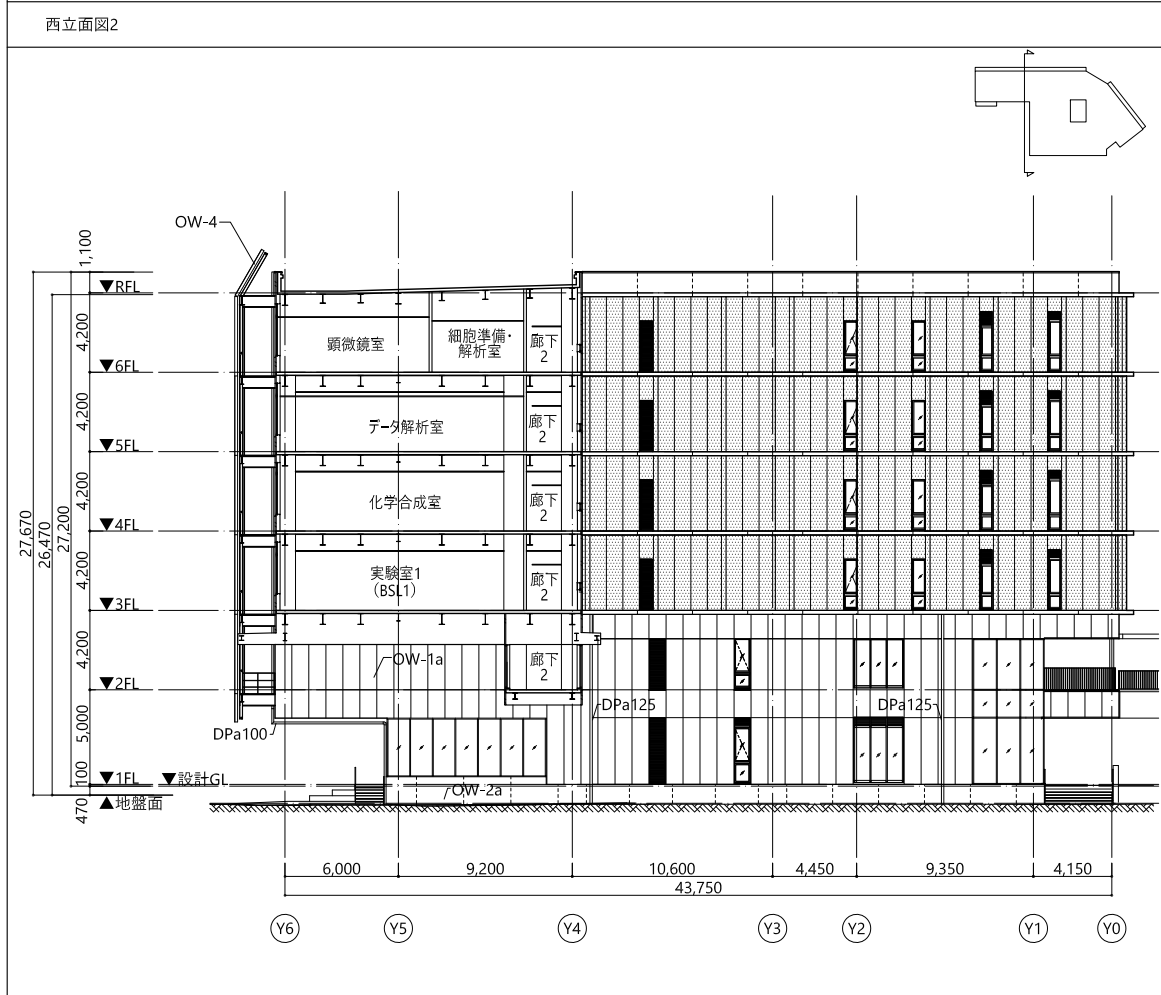 西立面図2
OW-4
1,100
▼RFL
4,200
顕微鏡室
細胞準備・
解析室
廊下
2
▼6FL
4,200
データ解析室
廊下
2
▼5FL
4,200
化学合成室
廊下
2
▼4FL
27,670
26,470
27,200
4,200
実験室1
(BSL1)
廊下
2
▼3FL
4,200
OW-1a
廊下
2
▼2FL
5,000
DPa100
DPa125
DPa125
100
▼1FL
▼設計GL
OW-2a
470
▲地盤面
6,000
9,200
10,600
4,450
9,350
4,150
43,750
Y6
Y5
Y4
Y3
Y2
Y1
Y0